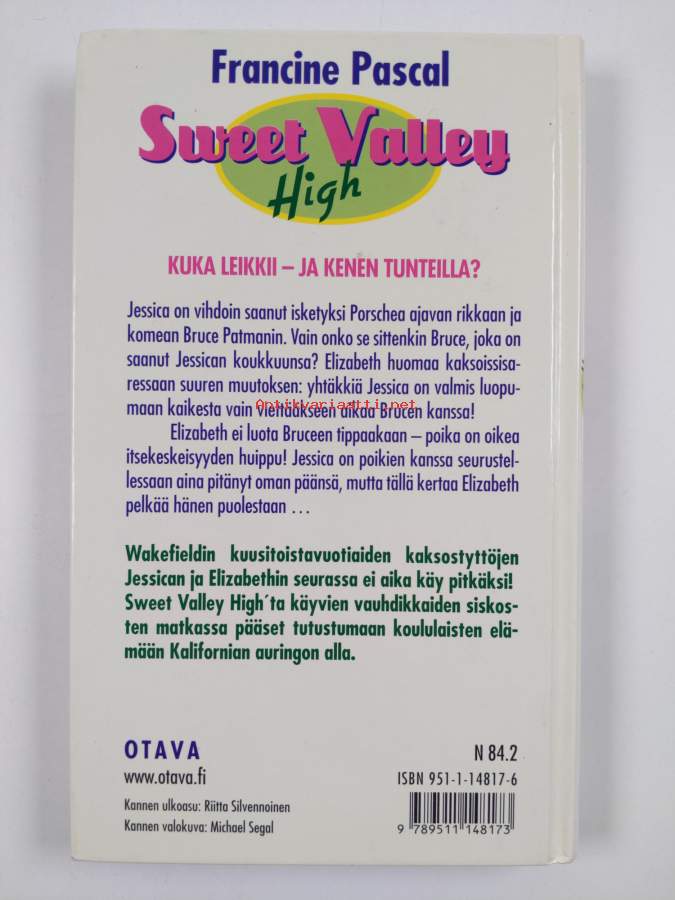 Francine Pascal
Sweet Valley
High
KUKA LEIKKII – JA KENEN TUNTEILLA?
Jessica on vihdoin saanut isketyksi Porschea ajavan rikkaan ja
komean Bruce Patmanin. Vain onko se sittenkin Bruce, joka on
saanut Jessican koukkuunsa? Elizabeth huomaa kaksoissisa-
ressaan suuren muutoksen: yhtäkkiä Jessica on valmis luopu-
maan kaikesta vain viettääkseen aikaa Brucen kanssa!
Antikvariaatti.net
Elizabeth ei luota Bruceen tippaakaan – poika on oikea
itsekeskeisyyden huippu! Jessica on poikien kanssa seurustel-
lessaan aina pitänyt oman päänsä, mutta tällä kertaa Elizabeth
pelkää hänen puolestaan ...
Wakefieldin kuusitoistavuotiaiden kaksostyttöjen
Jessican ja Elizabethin seurassa ei aika käy pitkäksi!
Sweet Valley High´ta käyvien vauhdikkaiden siskos-
ten matkassa pääset tutustumaan koululaisten elä-
mään Kalifornian auringon alla.
OTAVA
www.otava.fi
Kannen ulkoasu: Riitta Silvennoinen
Kannen valokuva: Michael Segal
N 84.2
ISBN 951-1-14817-6
9 789511 148173